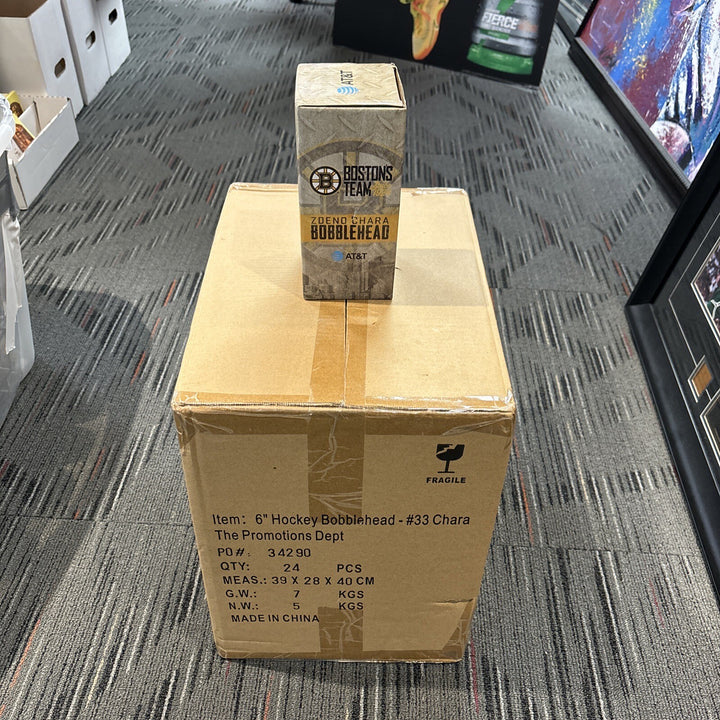 FIERCE
AT&T
B
BOSTONS
TEAM
ZDENO CHARA
BOBBLEHEAD
AT&T
FRAGILE
Item: 6" Hockey Bobblehead - #33 Chara
The Promotions Dept
PO#: 34290
QTY: 24 PCS
MEAS.: 39 X 28 X 40 CM
G.W.: 7 KGS
N.W.: 5 KGS
MADE IN CHINA